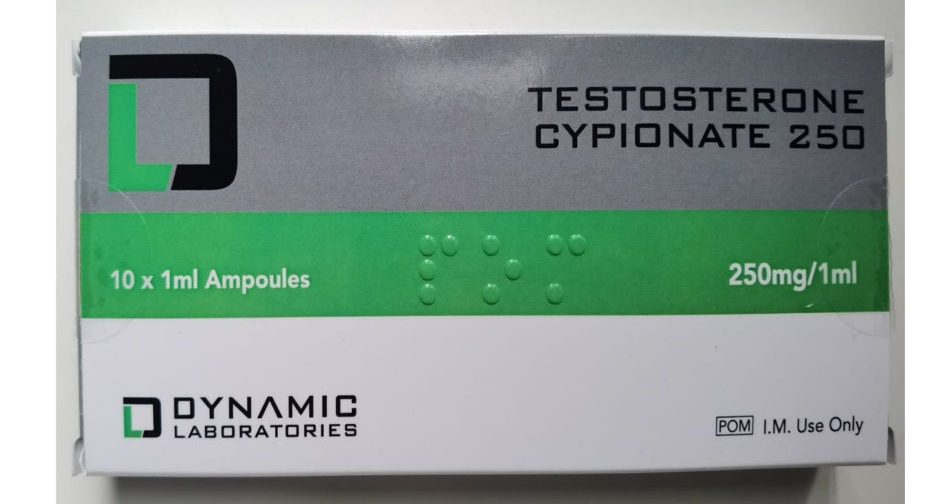 TESTOSTERONE
CYPIONATE 250
10 x 1ml Ampoules
⠏⠕⠍
250mg/1ml
DYNAMIC
LABORATORIES
POM I.M. Use Only